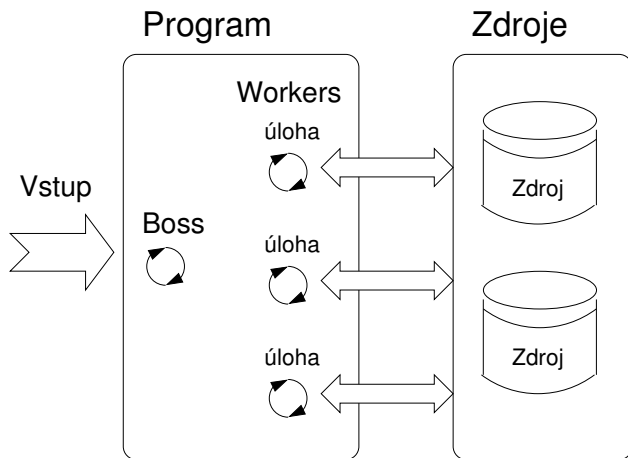 Program
Zdroje
Workers
úloha
Zdroj
Vstup
Boss
úloha
úloha
Zdroj